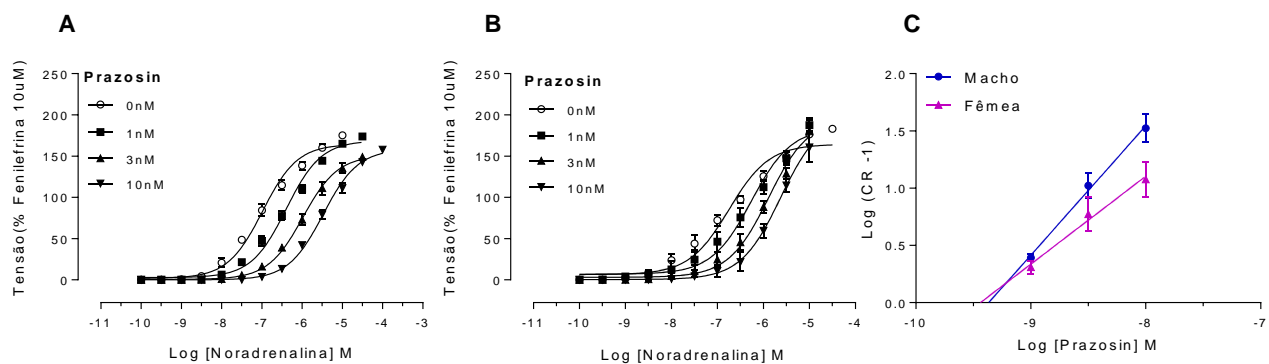 A
Tensão(% Fenilefrina 10uM)
250
200
150
100
50
0
Prazosin
0nM
1nM
3nM
10nM
-11 -10 -9 -8 -7 -6 -5 -4 -3
Log [Noradrenalina] M
B
Tensão(% Fenilefrina 10uM)
250
200
150
100
50
0
Prazosin
0nM
1nM
3nM
10nM
-11 -10 -9 -8 -7 -6 -5 -4 -3
Log [Noradrenalina] M
C
Log (CR -1)
2.0
1.5
1.0
0.5
0.0
Macho
Fêmea
-10 -9 -8 -7
Log [Prazosin] M